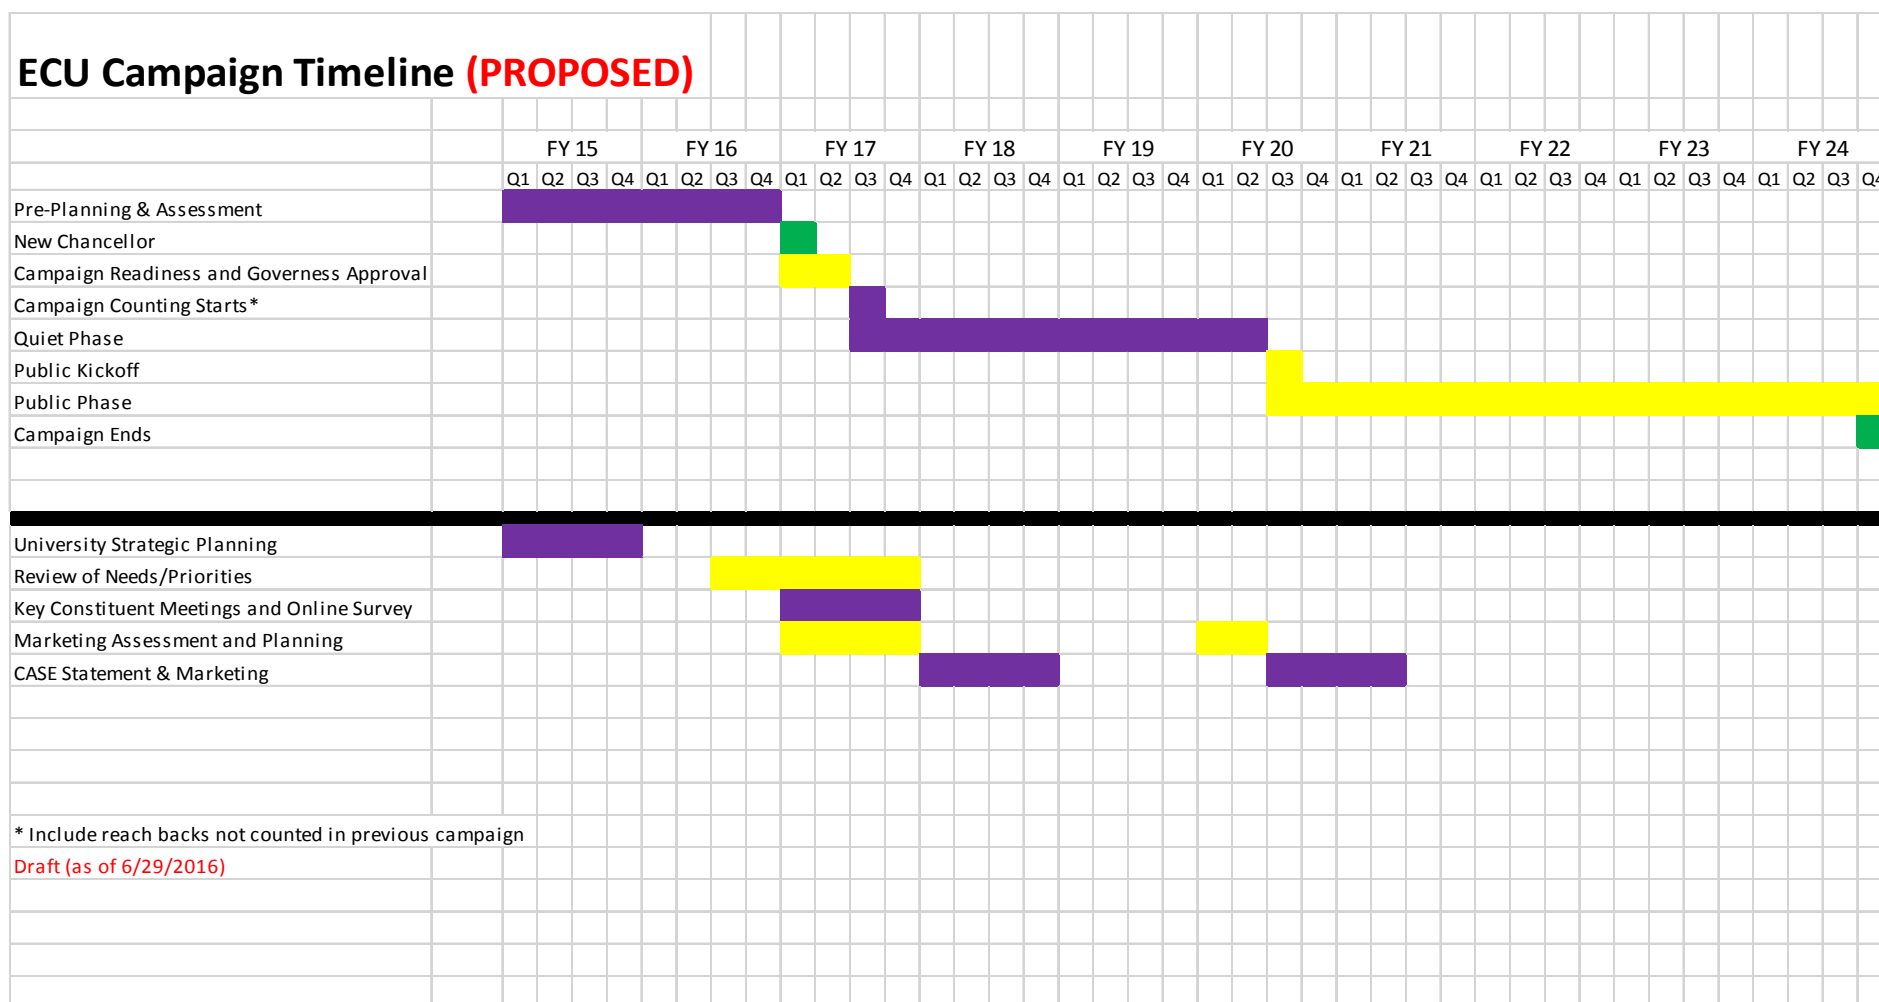 ECU Campaign Timeline (PROPOSED)
FY 15 FY 16 FY 17 FY 18 FY 19 FY 20 FY 21 FY 22 FY 23 FY 24
Q1 Q2 Q3 Q4 Q1 Q2 Q3 Q4 Q1 Q2 Q3 Q4 Q1 Q2 Q3 Q4 Q1 Q2 Q3 Q4 Q1 Q2 Q3 Q4 Q1 Q2 Q3 Q4 Q1 Q2 Q3 Q4 Q1 Q2 Q3 Q4 Q1 Q2 Q3 Q4
Pre-Planning & Assessment
New Chancellor
Campaign Readiness and Governess Approval
Campaign Counting Starts*
Quiet Phase
Public Kickoff
Public Phase
Campaign Ends
University Strategic Planning
Review of Needs/Priorities
Key Constituent Meetings and Online Survey
Marketing Assessment and Planning
CASE Statement & Marketing
* Include reach backs not counted in previous campaign
Draft (as of 6/29/2016)